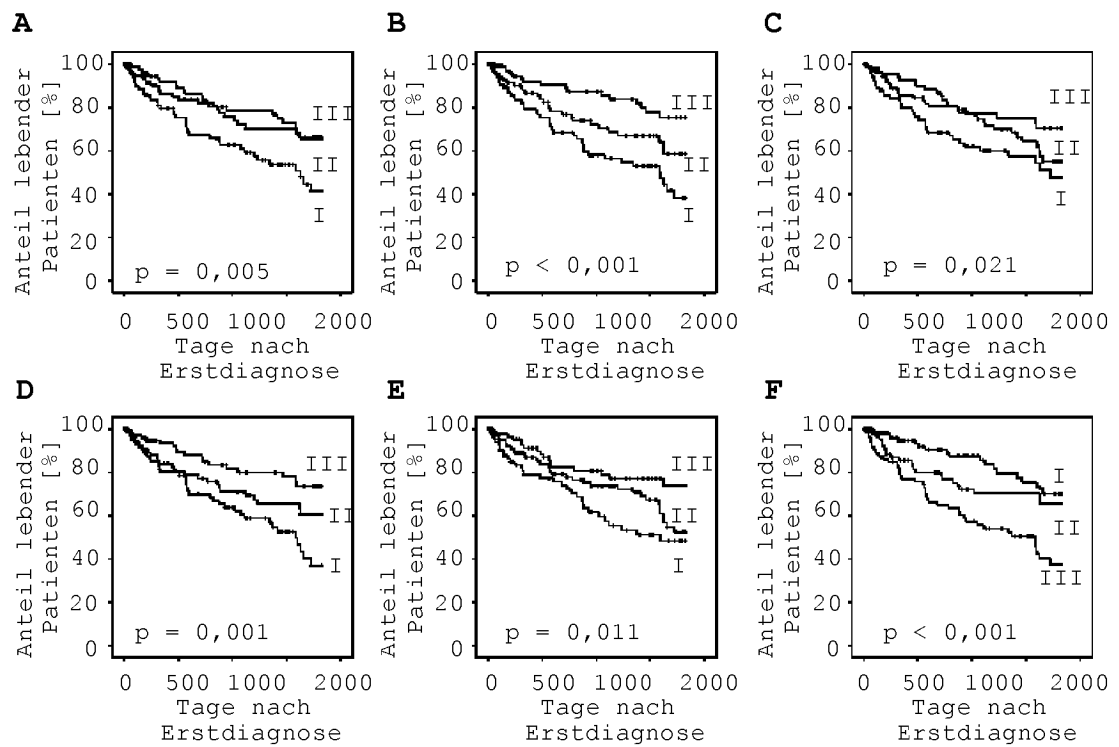 A
Anteil lebender
Patienten [%]
100
80
60
40
20
0
III
II
I
p = 0,005
0 500 1000 2000
Tage nach
Erstdiagnose
B
Anteil lebender
Patienten [%]
100
80
60
40
20
0
III
II
I
p < 0,001
0 500 1000 2000
Tage nach
Erstdiagnose
C
Anteil lebender
Patienten [%]
100
80
60
40
20
0
III
II
I
p = 0,021
0 500 1000 2000
Tage nach
Erstdiagnose
D
Anteil lebender
Patienten [%]
100
80
60
40
20
0
III
II
I
p = 0,001
0 500 1000 2000
Tage nach
Erstdiagnose
E
Anteil lebender
Patienten [%]
100
80
60
40
20
0
III
II
I
p = 0,011
0 500 1000 2000
Tage nach
Erstdiagnose
F
Anteil lebender
Patienten [%]
100
80
60
40
20
0
I
II
III
p < 0,001
0 500 1000 2000
Tage nach
Erstdiagnose